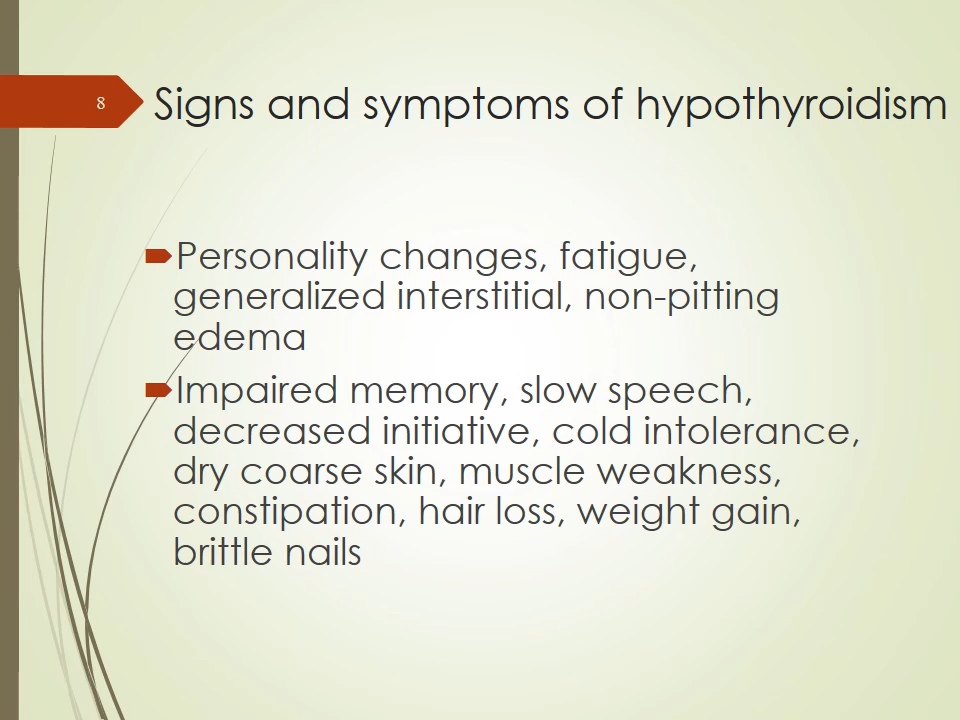 8
Signs and symptoms of hypothyroidism
Personality changes, fatigue,
generalized interstitial, non-pitting
edema
Impaired memory, slow speech,
decreased initiative, cold intolerance,
dry coarse skin, muscle weakness,
constipation, hair loss, weight gain,
brittle nails